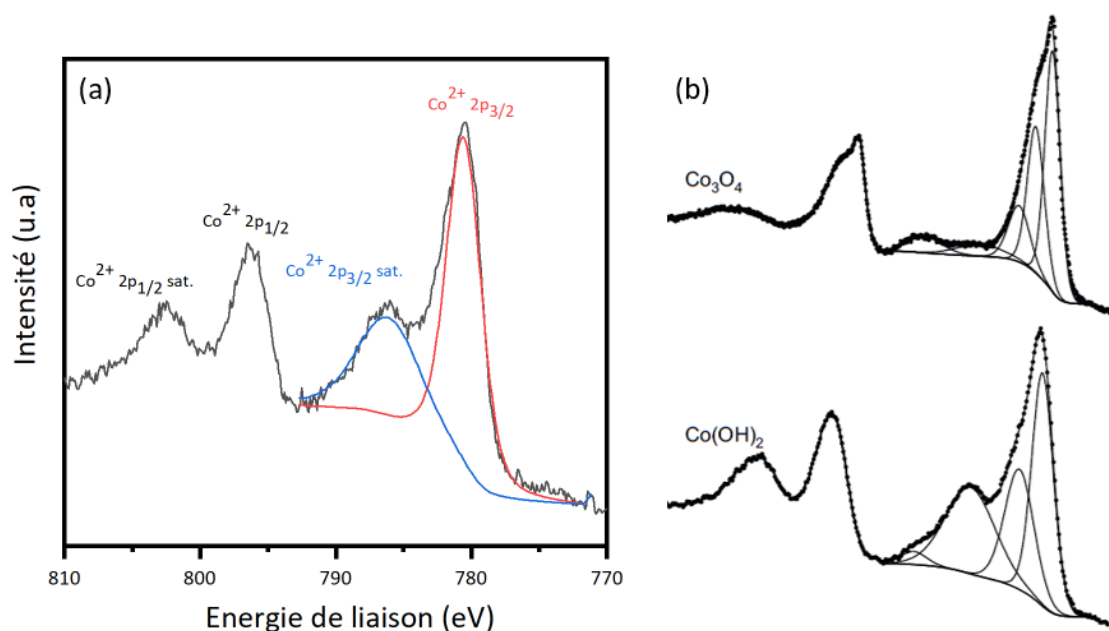 (a)
Co2+ 2p3/2
Co2+ 2p1/2
Co2+ 2p3/2 sat.
Co2+ 2p1/2 sat.
Intensité (u.a)
810 800 790 780 770
Energie de liaison (eV)
(b)
Co3O4
Co(OH)2